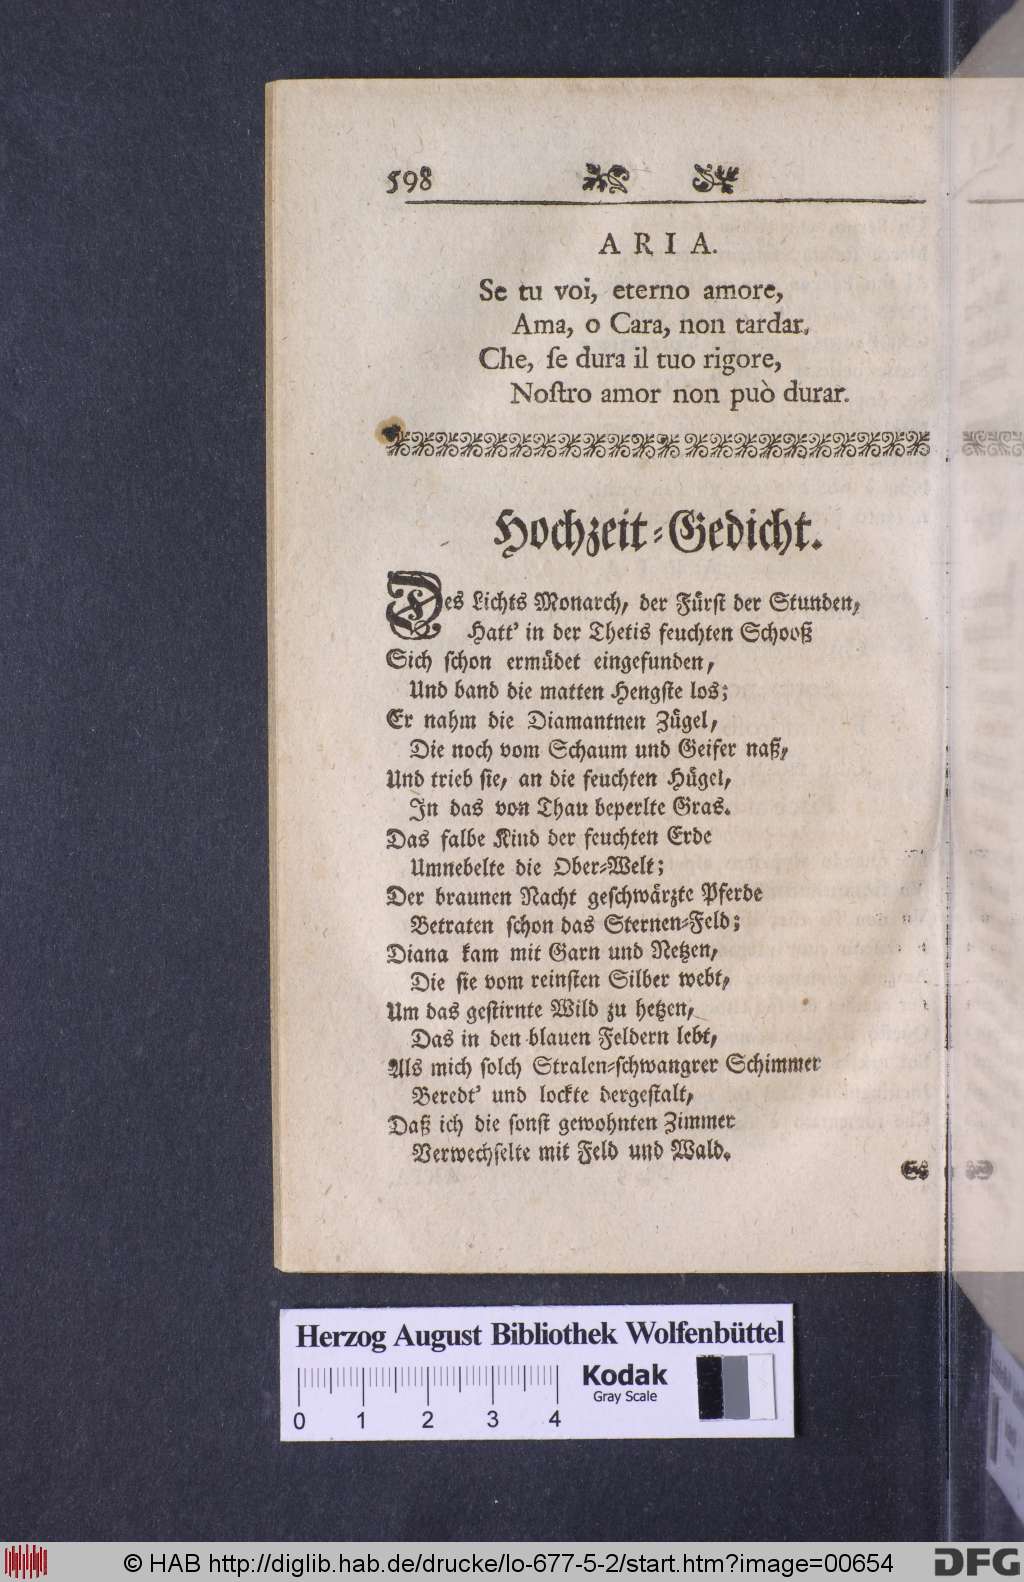 598
ARIA.
Se tu voi, eterno amore,
Ama, o Cara, non tardar.
Che, ſe dura il tuo rigore,
Noſtro amor non può durar.
Hochzeit-Gedicht.
Des Lichts Monarch, der Fürſt der Stunden,
Hatt' in der Thetis feuchten Schooß
Sich ſchon ermüdet eingefunden,
Und band die matten Hengſte los;
Er nahm die Diamantnen Zügel,
Die noch vom Schaum und Geifer naß,
Und trieb ſie, an die feuchten Hügel,
In das von Thau beperlte Gras.
Das falbe Kind der feuchten Erde
Umnebelte die Ober-Welt;
Der braunen Nacht geſchwärzte Pferde
Betraten ſchon das Sternen-Feld;
Diana kam mit Garn und Netzen,
Die ſie vom reinſten Silber webt,
Um das geſtirnte Wild zu hetzen,
Das in den blauen Feldern lebt,
Als mich ſolch Stralen-ſchwangrer Schimmer
Beredt' und lockte dergeſtalt,
Daß ich die ſonſt gewohnten Zimmer
Verwechſelte mit Feld und Wald.
Herzog August Bibliothek Wolfenbüttel
Kodak
Gray Scale
0 1 2 3 4
© HAB http://diglib.hab.de/drucke/lo-677-5-2/start.htm?image=00654
DFG